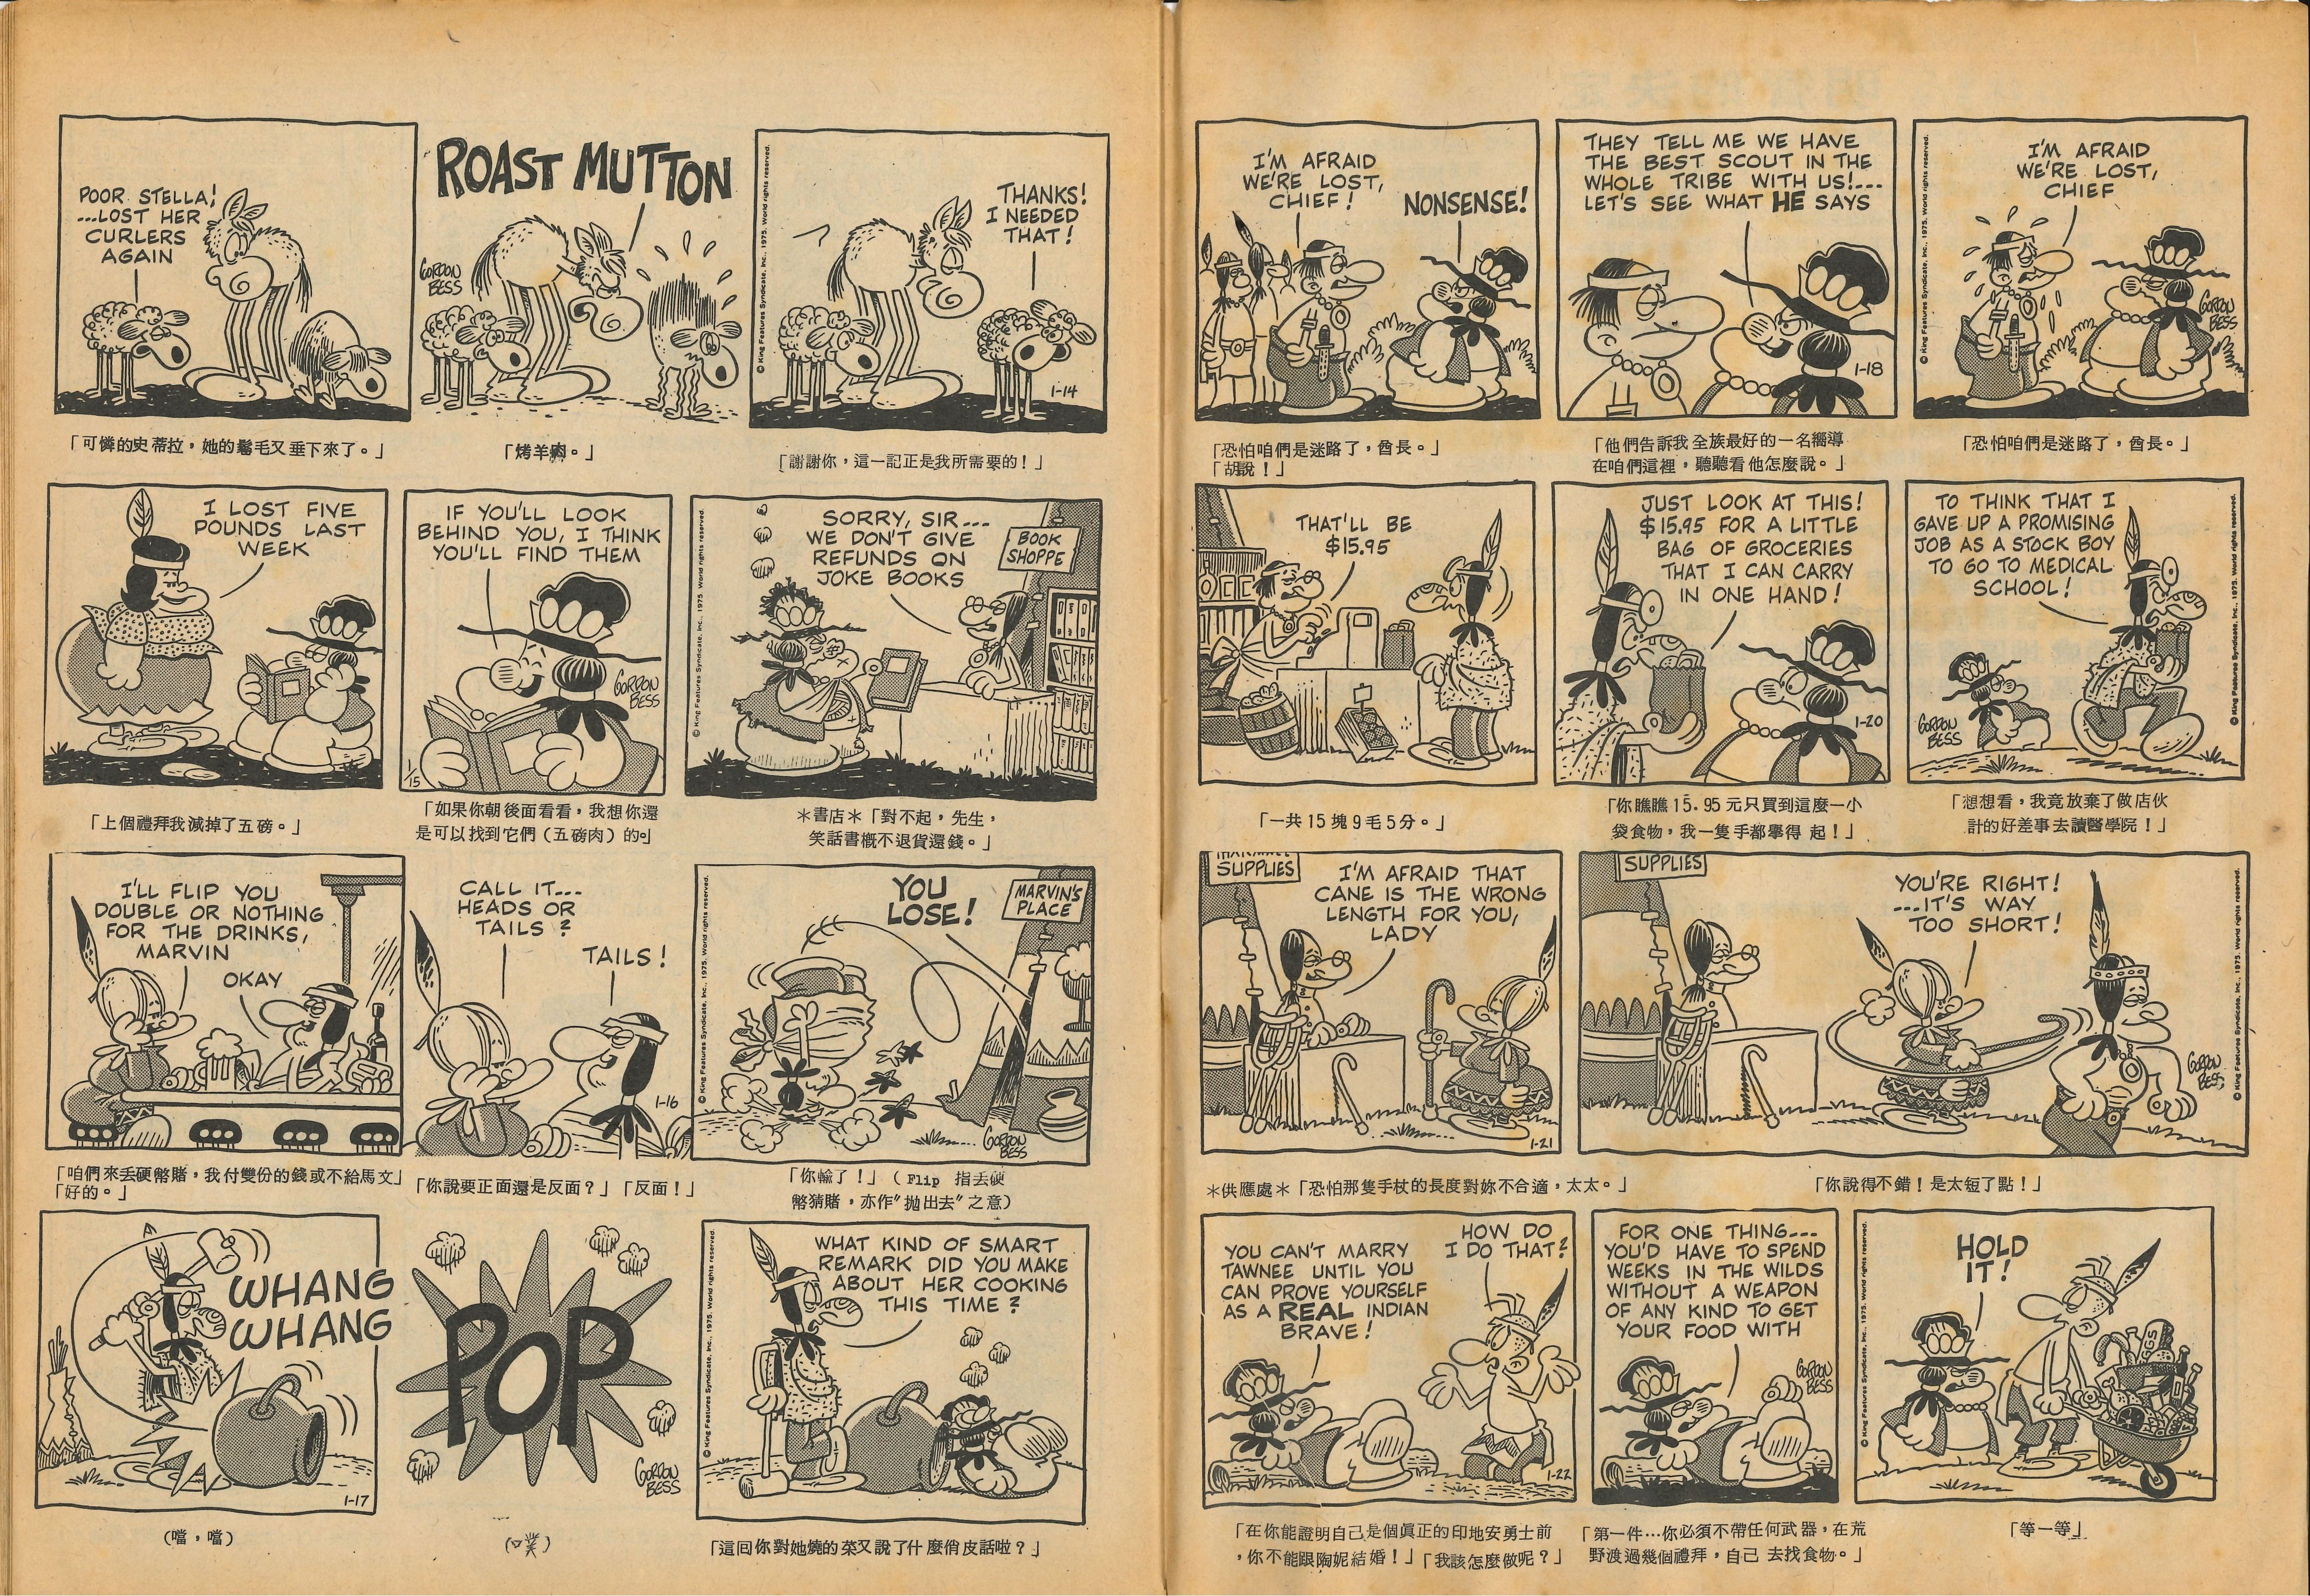 POOR STELLA!
...LOST HER
CURLERS
AGAIN
ROAST MUTTON
GORDON
BESS
THANKS!
I NEEDED
THAT!
© King Features Syndicate, Inc., 1975. World rights reserved.
1-14
「可憐的史蒂拉，她的鬈毛又垂下來了。」
「烤羊肉。」
「謝謝你，這一記正是我所需要的！」
I LOST FIVE
POUNDS LAST
WEEK
IF YOU'LL LOOK
BEHIND YOU, I THINK
YOU'LL FIND THEM
GORDON
BESS
1/15
SORRY, SIR...
WE DON'T GIVE
REFUNDS ON
JOKE BOOKS
BOOK
SHOPPE
© King Features Syndicate, Inc., 1975. World rights reserved.
「上個禮拜我減掉了五磅。」
「如果你朝後面看看，我想你還
是可以找到它們（五磅肉）的。」
＊書店＊「對不起，先生，
笑話書概不退貨還錢。」
I'LL FLIP YOU
DOUBLE OR NOTHING
FOR THE DRINKS,
MARVIN
OKAY
CALL IT...
HEADS OR
TAILS?
TAILS!
1-16
YOU
LOSE!
MARVIN'S
PLACE
© King Features Syndicate, Inc., 1975. World rights reserved.
GORDON
BESS
「咱們來丢硬幣賭，我付雙份的錢或不給馬文」
「好的。」
「你說要正面還是反面？」「反面！」
「你輸了！」（Flip 指丢硬
幣猜賭，亦作〃拋出去〃之意）
WHANG
WHANG
1-17
POP
GORDON
BESS
WHAT KIND OF SMART
REMARK DID YOU MAKE
ABOUT HER COOKING
THIS TIME?
© King Features Syndicate, Inc., 1975. World rights reserved.
（噹，噹）
（噗）
「這回你對她燒的菜又說了什麼俏皮話啦？」
I'M AFRAID
WE'RE LOST,
CHIEF!
NONSENSE!
THEY TELL ME WE HAVE
THE BEST SCOUT IN THE
WHOLE TRIBE WITH US!...
LET'S SEE WHAT HE SAYS
1-18
I'M AFRAID
WE'RE LOST,
CHIEF
GORDON
BESS
© King Features Syndicate, Inc., 1975. World rights reserved.
「恐怕咱們是迷路了，酋長。」
「胡說！」
「他們告訴我全族最好的一名嚮導
在咱們這裡，聽聽看他怎麼說。」
「恐怕咱們是迷路了，酋長。」
THAT'LL BE
$15.95
JUST LOOK AT THIS!
$15.95 FOR A LITTLE
BAG OF GROCERIES
THAT I CAN CARRY
IN ONE HAND!
1-20
TO THINK THAT I
GAVE UP A PROMISING
JOB AS A STOCK BOY
TO GO TO MEDICAL
SCHOOL!
GORDON
BESS
© King Features Syndicate, Inc., 1975. World rights reserved.
「一共15塊9毛5分。」
「你瞧瞧15.95元只買到這麼一小
袋食物，我一隻手都舉得 起！」
「想想看，我竟放棄了做店伙
計的好差事去讀醫學院！」
SUPPLIES
I'M AFRAID THAT
CANE IS THE WRONG
LENGTH FOR YOU,
LADY
1-21
SUPPLIES
YOU'RE RIGHT!
...IT'S WAY
TOO SHORT!
GORDON
BESS
© King Features Syndicate, Inc., 1975. World rights reserved.
＊供應處＊「恐怕那隻手杖的長度對妳不合適，太太。」
「你說得不錯！是太短了點！」
YOU CAN'T MARRY
TAWNEE UNTIL YOU
CAN PROVE YOURSELF
AS A REAL INDIAN
BRAVE!
HOW DO
I DO THAT?
1-22
FOR ONE THING...
YOU'D HAVE TO SPEND
WEEKS IN THE WILDS
WITHOUT A WEAPON
OF ANY KIND TO GET
YOUR FOOD WITH
GORDON
BESS
HOLD
IT!
© King Features Syndicate, Inc., 1975. World rights reserved.
「在你能證明自己是個眞正的印地安勇士前
，你不能跟陶妮結婚！」「我該怎麼做呢？」
「第一件…你必須不帶任何武器，在荒
野渡過幾個禮拜，自己 去找食物。」
「等一等」